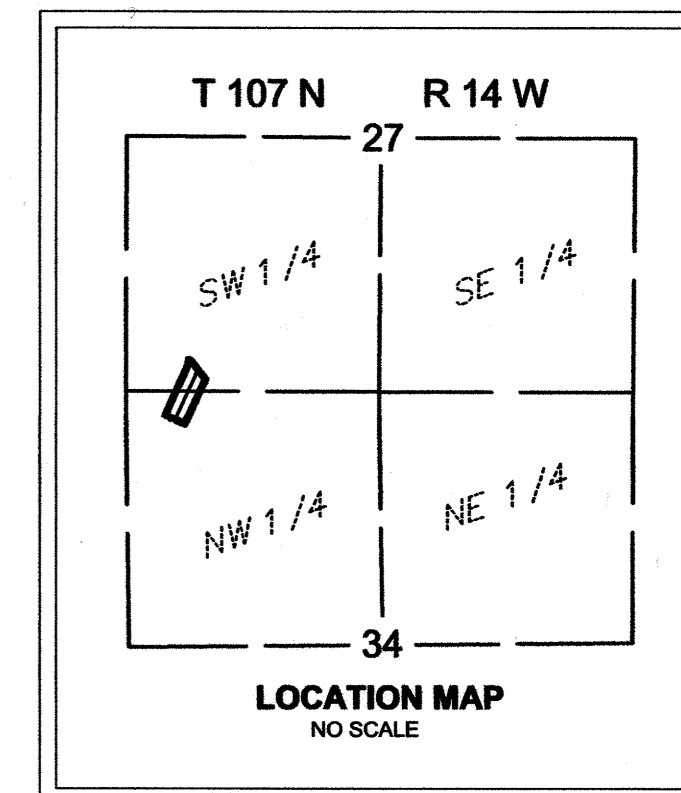 T 107 N R 14 W
27
SW 1/4 SE 1/4
NW 1/4 NE 1/4
34
LOCATION MAP
NO SCALE